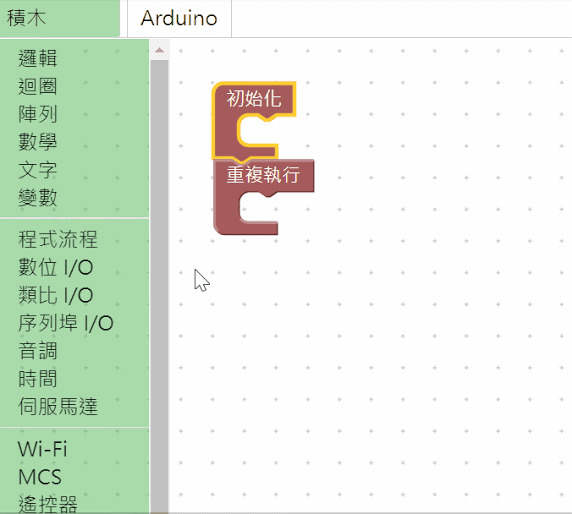 積木
Arduino
邏輯
迴圈
陣列
數學
文字
變數
程式流程
數位 I/O
類比 I/O
序列埠 I/O
音調
時間
伺服馬達
Wi-Fi
MCS
遙控器
初始化
重複執行